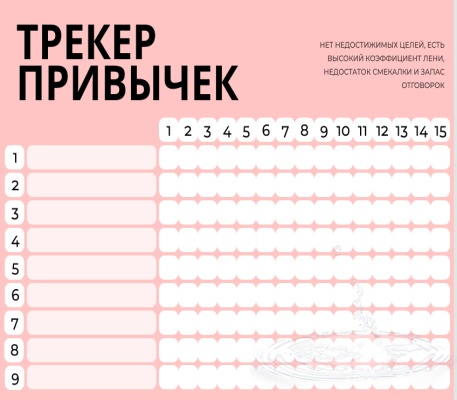 ТРЕКЕР
ПРИВЫЧЕК
НЕТ НЕДОСТИЖИМЫХ ЦЕЛЕЙ, ЕСТЬ
ВЫСОКИЙ КОЭФФИЦИЕНТ ЛЕНИ,
НЕДОСТАТОК СМЕКАЛКИ И ЗАПАС
ОТГОВОРОК
1 2 3 4 5 6 7 8 9 10 11 12 13 14 15
1
2
3
4
5
6
7
8
9